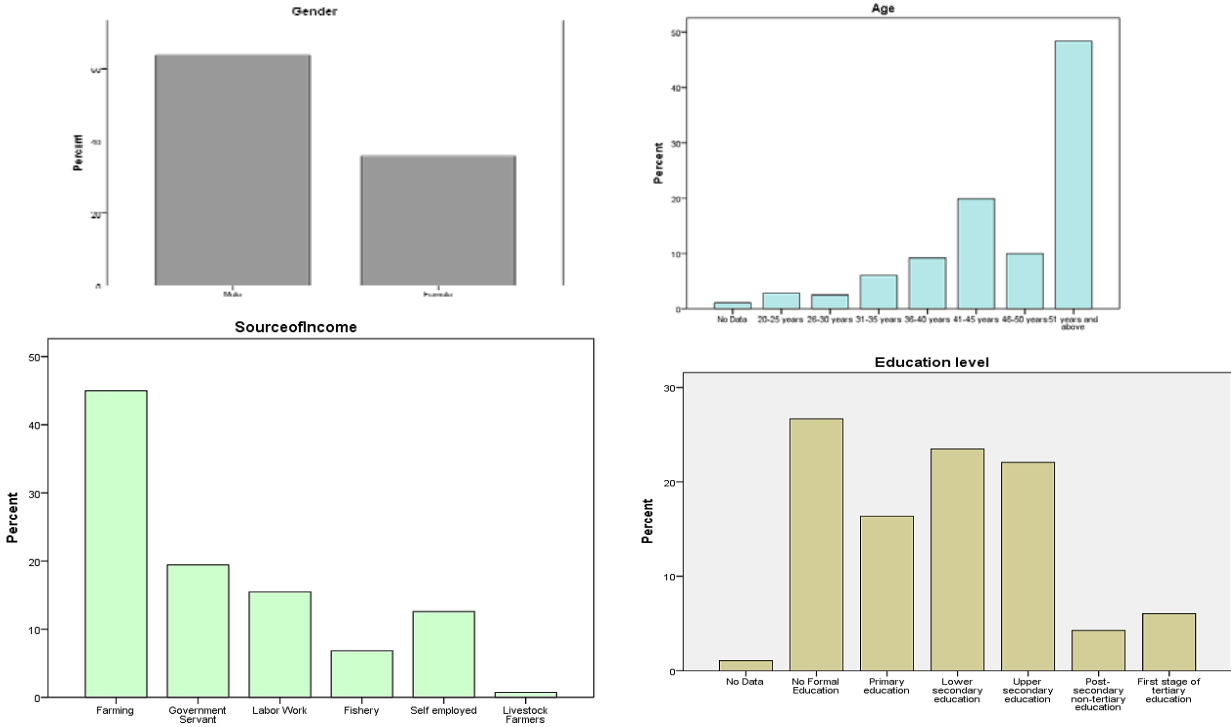 Gender
Percent
20
0
Age
Percent
50
40
30
20
10
0
No Data
20-25 years
26-30 years
31-35 years
36-40 years
41-45 years
46-50 years
51 years and
above
SourceofIncome
Percent
50
40
30
20
10
0
Farming
Government
Servant
Labor Work
Fishery
Self employed
Livestock
Farmers
Education level
Percent
30
20
10
0
No Data
No Formal
Education
Primary
education
Lower
secondary
education
Upper
secondary
education
Post-
secondary
non-tertiary
education
First stage of
tertiary
education